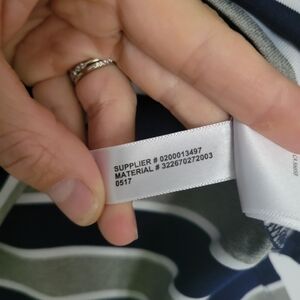 SUPPLIER # 0200013497
MATERIAL # 322670272003
0517